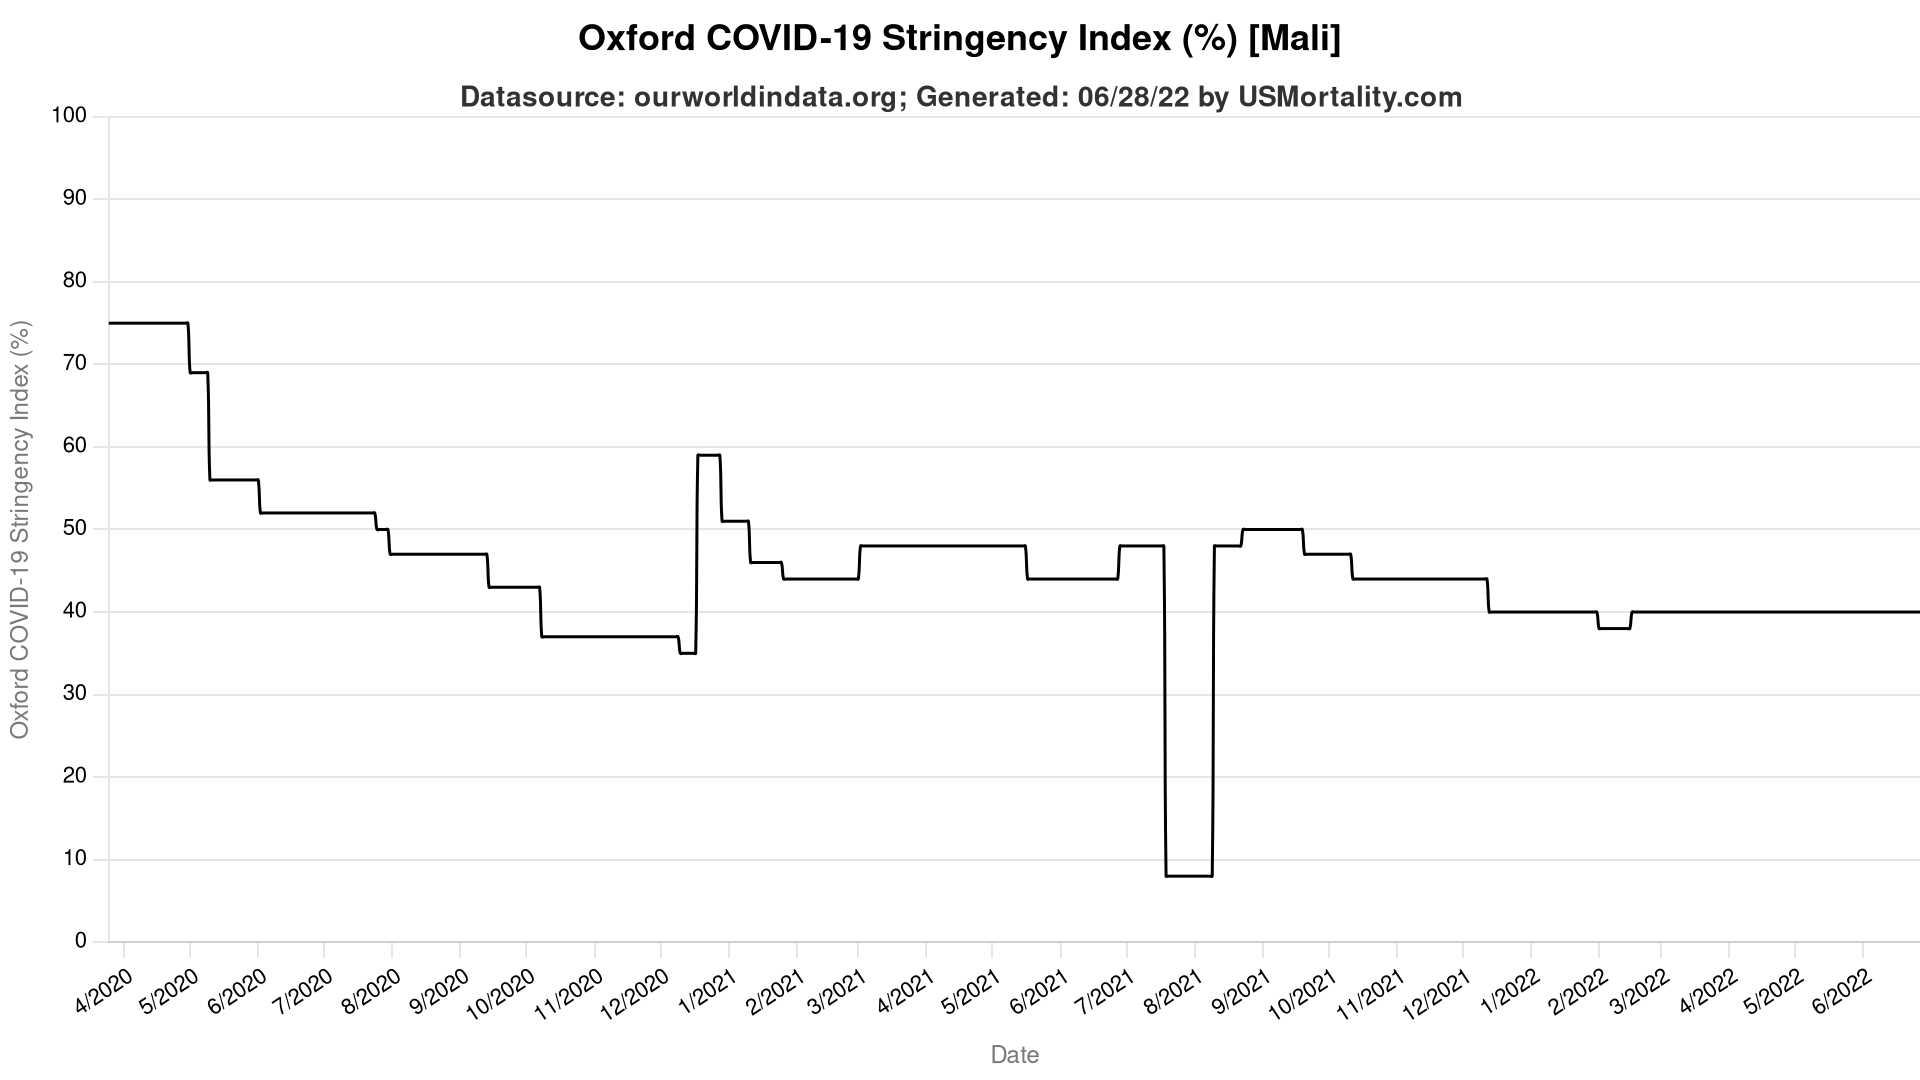 Oxford COVID-19 Stringency Index (%) [Mali]
Datasource: ourworldindata.org; Generated: 06/28/22 by USMortality.com
Oxford COVID-19 Stringency Index (%)
100
90
80
70
60
50
40
30
20
10
0
4/2020 5/2020 6/2020 7/2020 8/2020 9/2020 10/2020 11/2020 12/2020 1/2021 2/2021 3/2021 4/2021 5/2021 6/2021 7/2021 8/2021 9/2021 10/2021 11/2021 12/2021 1/2022 2/2022 3/2022 4/2022 5/2022 6/2022
Date